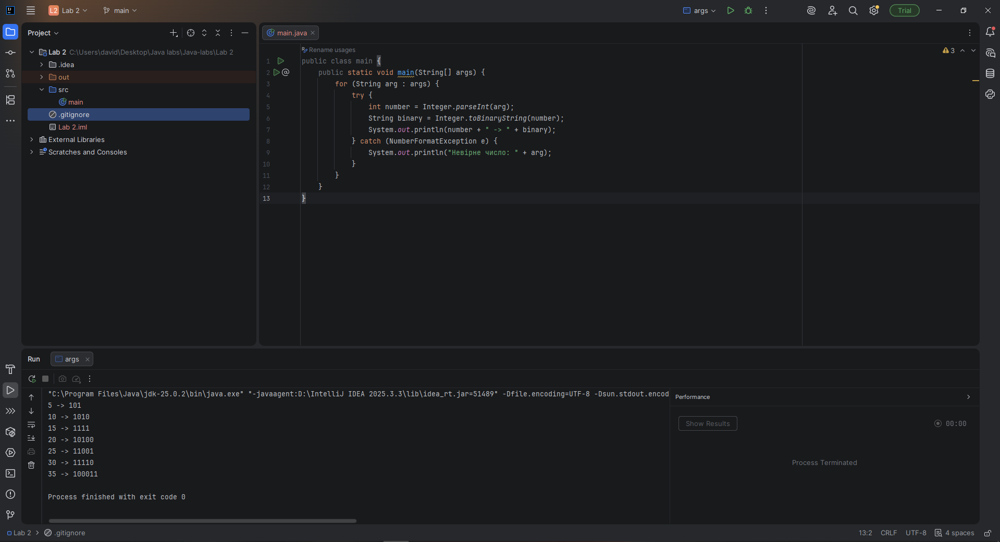 L2 Lab 2 main args Trial
Project
Lab 2 C:\Users\david\Desktop\Java labs\Java-labs\Lab 2
.idea
out
src
main
.gitignore
Lab 2.iml
External Libraries
Scratches and Consoles
main.java
Rename usages
3
1 public class main {
2 public static void main(String[] args) {
3 for (String arg : args) {
4 try {
5 int number = Integer.parseInt(arg);
6 String binary = Integer.toBinaryString(number);
7 System.out.println(number + " -> " + binary);
8 } catch (NumberFormatException e) {
9 System.out.println("Невірне число: " + arg);
10 }
11 }
12 }
13 }
Run args
"C:\Program Files\Java\jdk-25.0.2\bin\java.exe" "-javaagent:D:\IntelliJ IDEA 2025.3.3\lib\idea_rt.jar=51489" -Dfile.encoding=UTF-8 -Dsun.stdout.encod
5 -> 101
10 -> 1010
15 -> 1111
20 -> 10100
25 -> 11001
30 -> 11110
35 -> 100011
Process finished with exit code 0
Performance
Show Results 00:00
Process Terminated
Lab 2 .gitignore 13:2 CRLF UTF-8 4 spaces